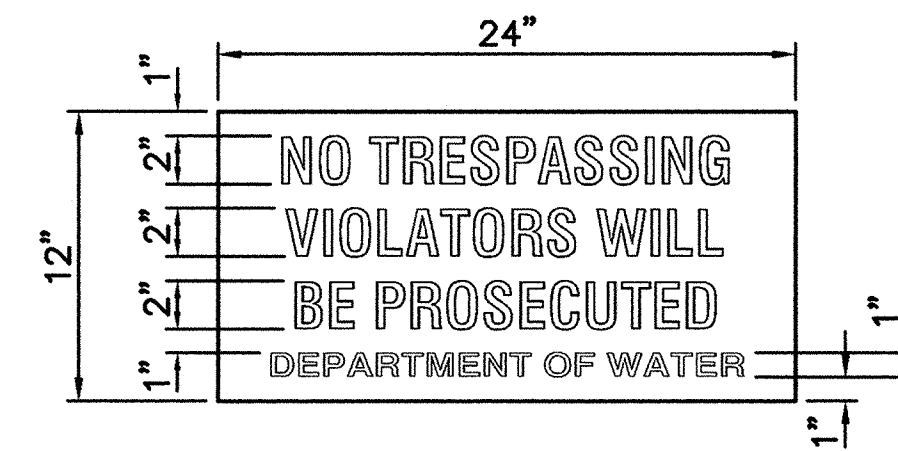 24"
1"
2" NO TRESPASSING
12" 2" VIOLATORS WILL
2" BE PROSECUTED
1" DEPARTMENT OF WATER 1"
1"